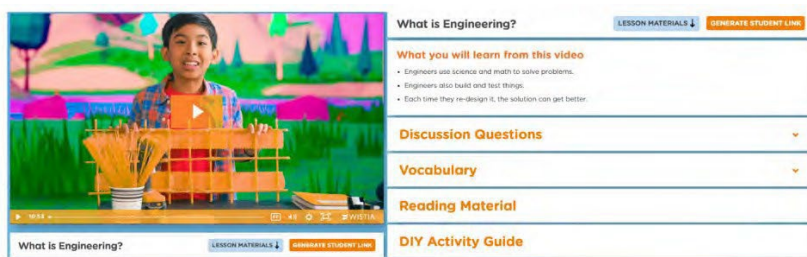 What is Engineering?
LESSON MATERIALS
GENERATE STUDENT LINK
What you will learn from this video
• Engineers use science and math to solve problems.
• Engineers also build and test things.
• Each time they re-design it, the solution can get better.
Discussion Questions
Vocabulary
Reading Material
DIY Activity Guide
CC
WISTIA
What is Engineering?
LESSON MATERIALS
GENERATE STUDENT LINK